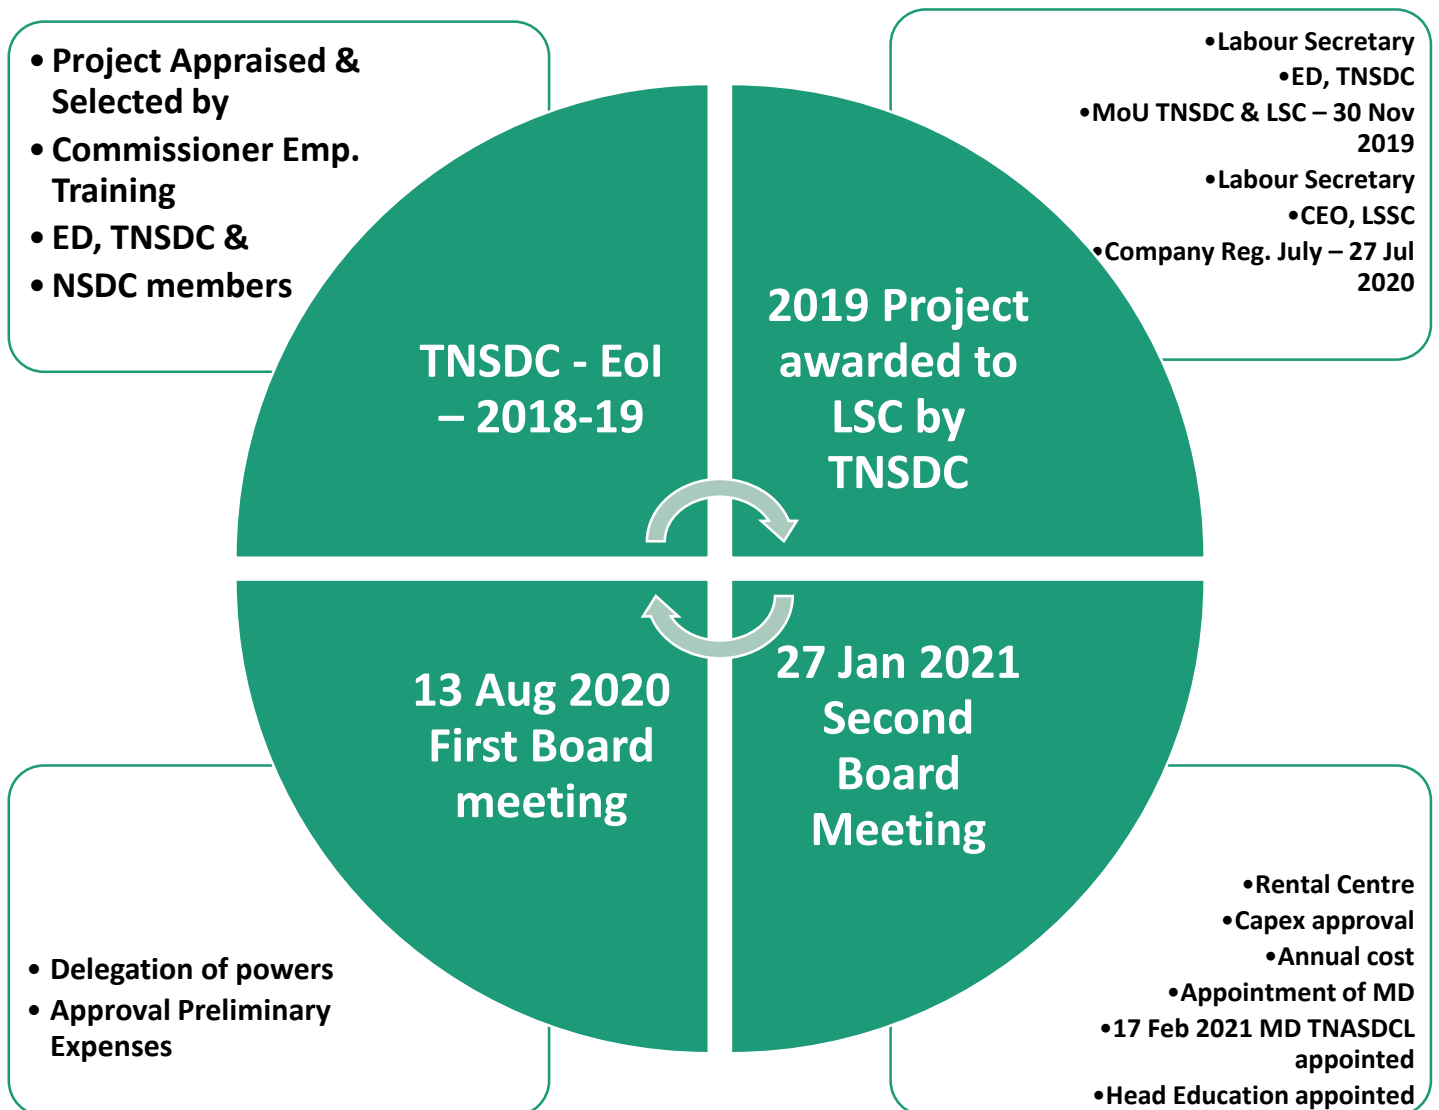 • Project Appraised &
Selected by
• Commissioner Emp.
Training
• ED, TNSDC &
• NSDC members
•Labour Secretary
•ED, TNSDC
•MoU TNSDC & LSC – 30 Nov
2019
•Labour Secretary
•CEO, LSSC
•Company Reg. July – 27 Jul
2020
TNSDC - EoI
– 2018-19
2019 Project
awarded to
LSC by
TNSDC
13 Aug 2020
First Board
meeting
27 Jan 2021
Second
Board
Meeting
• Delegation of powers
• Approval Preliminary
Expenses
•Rental Centre
•Capex approval
•Annual cost
•Appointment of MD
•17 Feb 2021 MD TNASDCL
appointed
•Head Education appointed